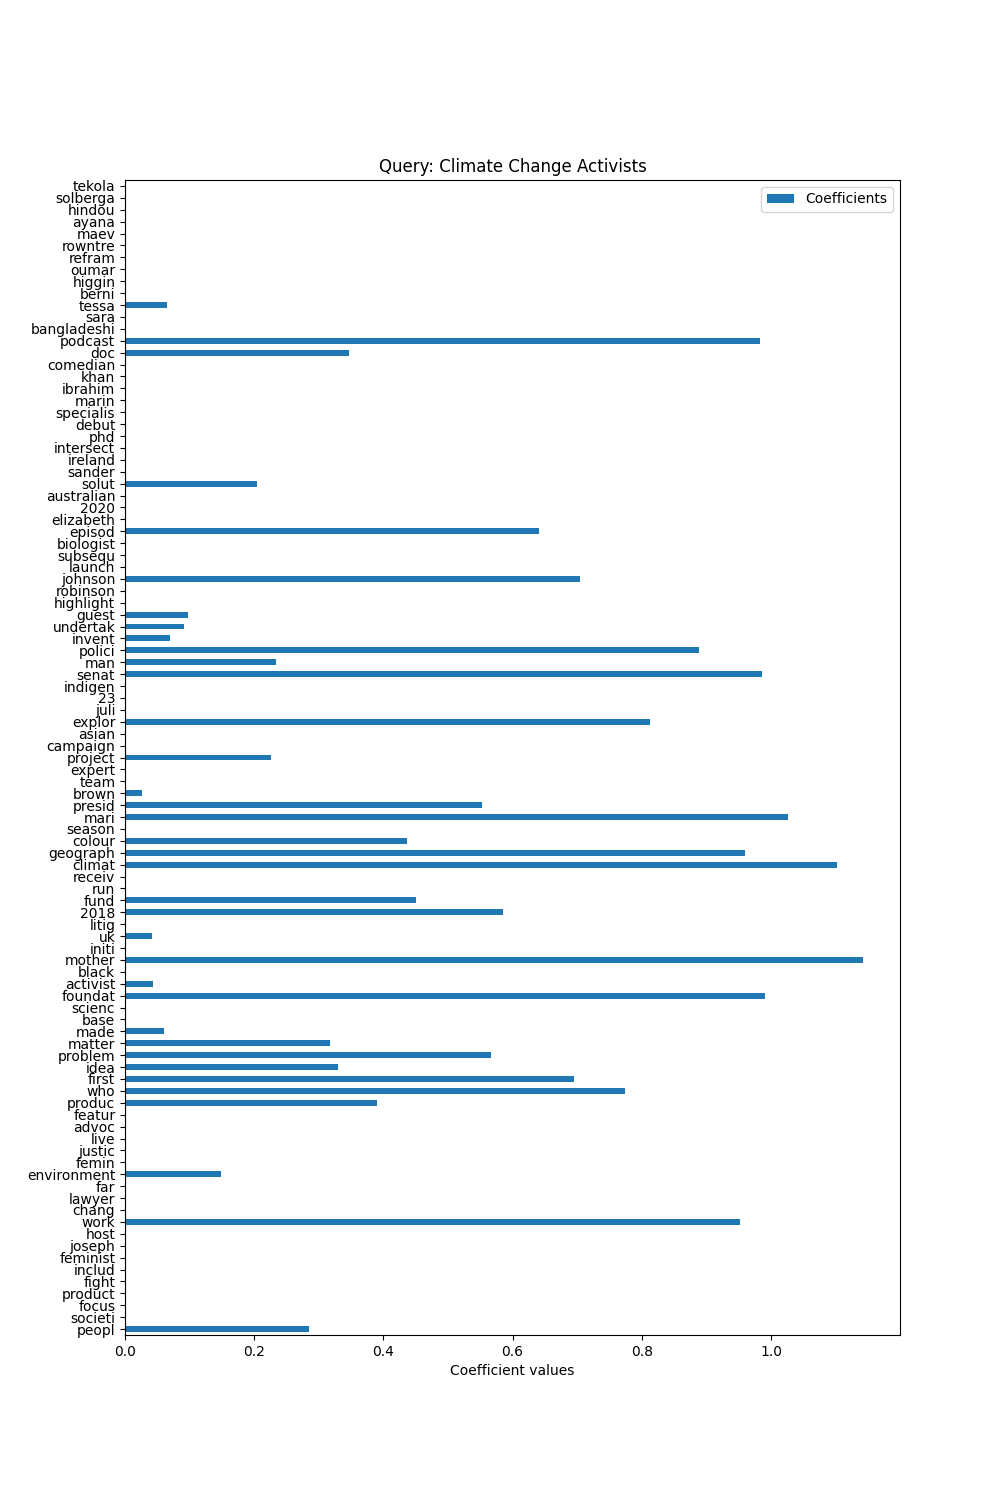 Query: Climate Change Activists
Coefficients
tekola
solberga
hindou
ayana
maev
rowntre
refram
oumar
higgin
berni
tessa
sara
bangladeshi
podcast
doc
comedian
khan
ibrahim
marin
specialis
debut
phd
intersect
ireland
sander
solut
australian
2020
elizabeth
episod
biologist
subsequ
launch
johnson
robinson
highlight
guest
undertak
invent
polici
man
senat
indigen
23
juli
explor
asian
campaign
project
expert
team
brown
presid
mari
season
colour
geograph
climat
receiv
run
fund
2018
litig
uk
initi
mother
black
activist
foundat
scienc
base
made
matter
problem
idea
first
who
produc
featur
advoc
live
justic
femin
environment
far
lawyer
chang
work
host
joseph
feminist
includ
fight
product
focus
societi
peopl
0.0 0.2 0.4 0.6 0.8 1.0
Coefficient values